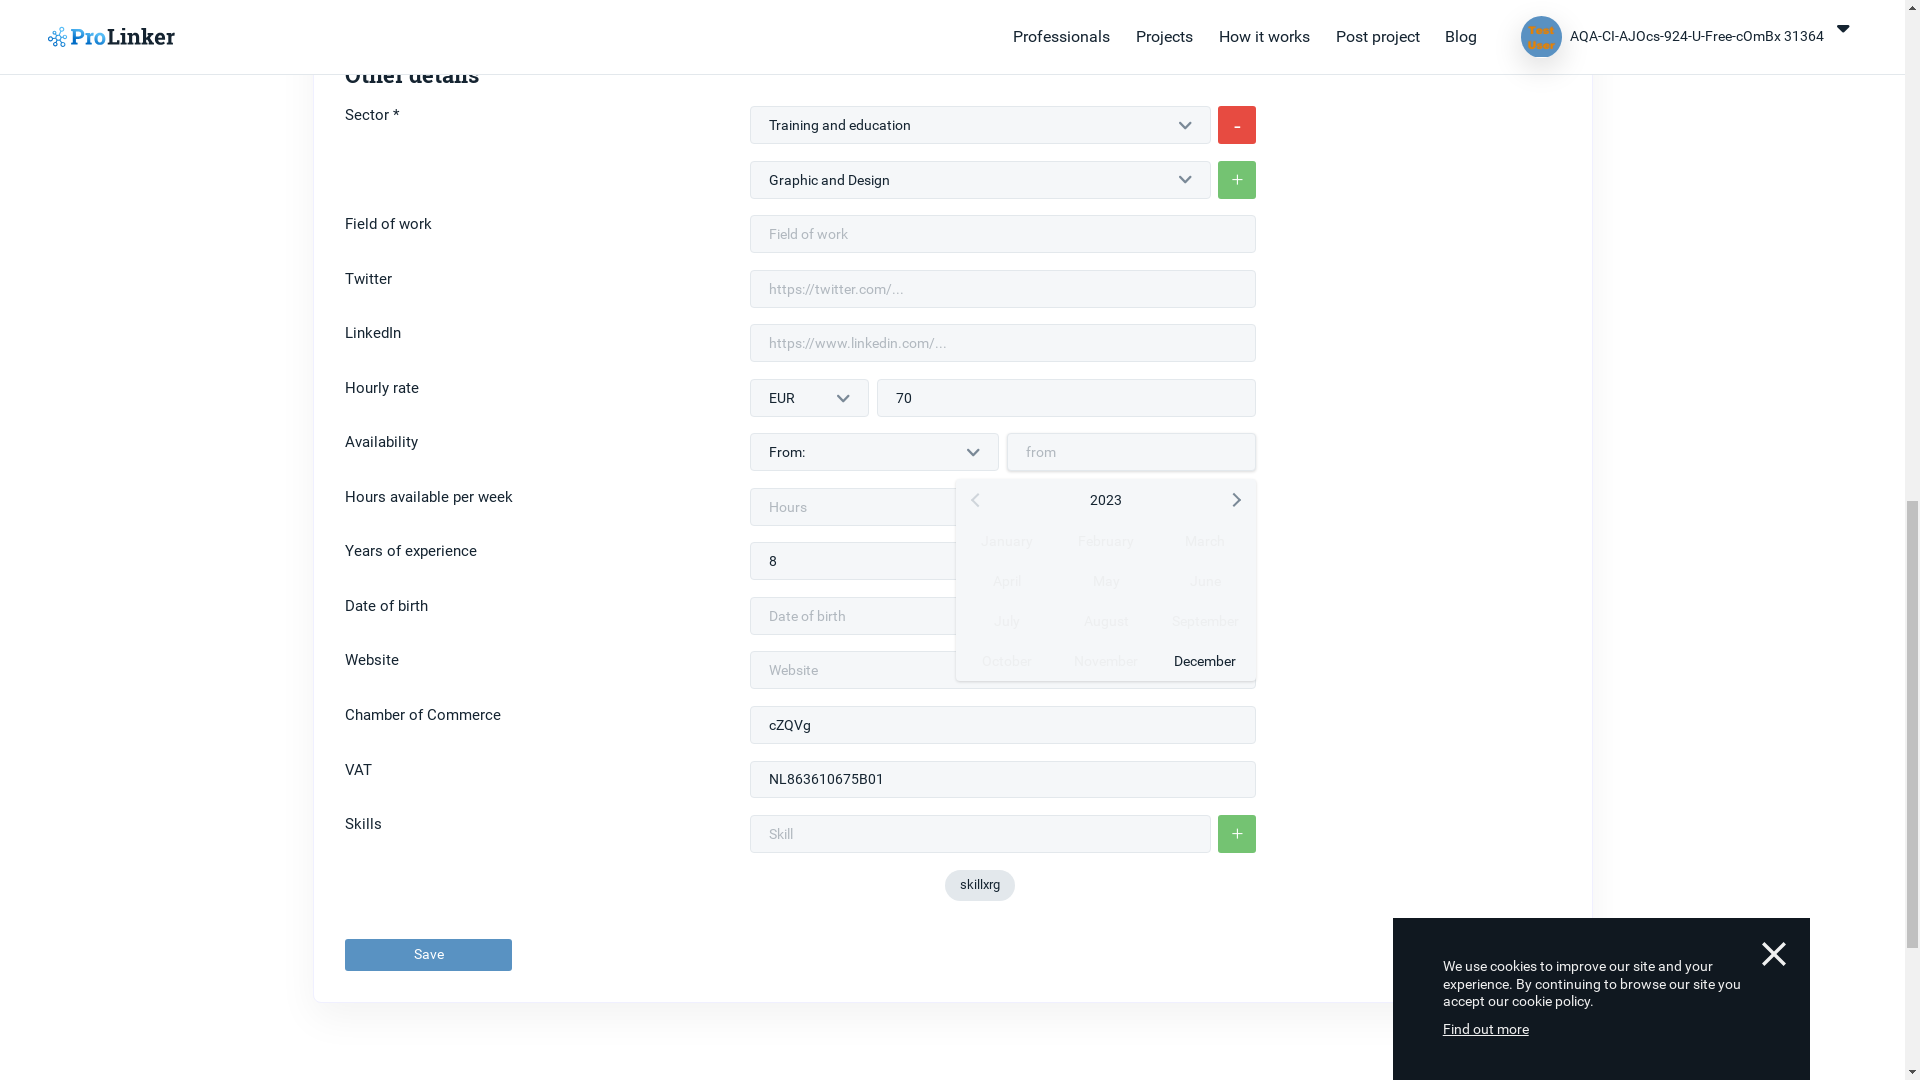 ProLinker
Professionals
Projects
How it works
Post project
Blog
Test
User
AQA-CI-AJOcs-924-U-Free-cOmBx 31364
Other details
Sector *
Training and education
-
Graphic and Design
+
Field of work
Field of work
Twitter
https://twitter.com/...
LinkedIn
https://www.linkedin.com/...
Hourly rate
EUR
70
Availability
From:
from
Hours available per week
Hours
2023
January
February
March
April
May
June
July
August
September
October
November
December
Years of experience
8
Date of birth
Date of birth
Website
Website
Chamber of Commerce
cZQVg
VAT
NL863610675B01
Skills
Skill
+
skillxrg
Save
We use cookies to improve our site and your
experience. By continuing to browse our site you
accept our cookie policy.
Find out more